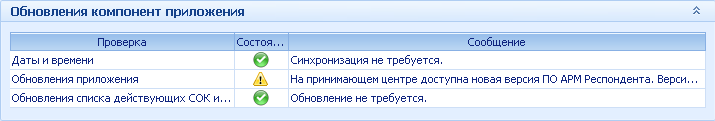 Обновления компонент приложения
Проверка Состоя... Сообщение
Даты и времени Синхронизация не требуется.
Обновления приложения На принимающем центре доступна новая версия ПО АРМ Респондента. Верси...
Обновления списка действующих СОК и... Обновление не требуется.